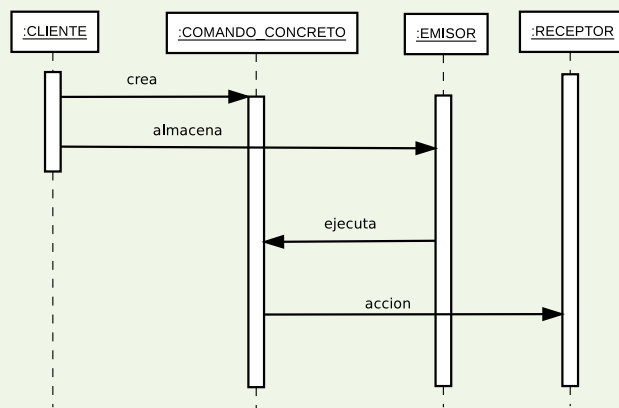 :CLIENTE
:COMANDO_CONCRETO
:EMISOR
:RECEPTOR
crea
almacena
ejecuta
accion